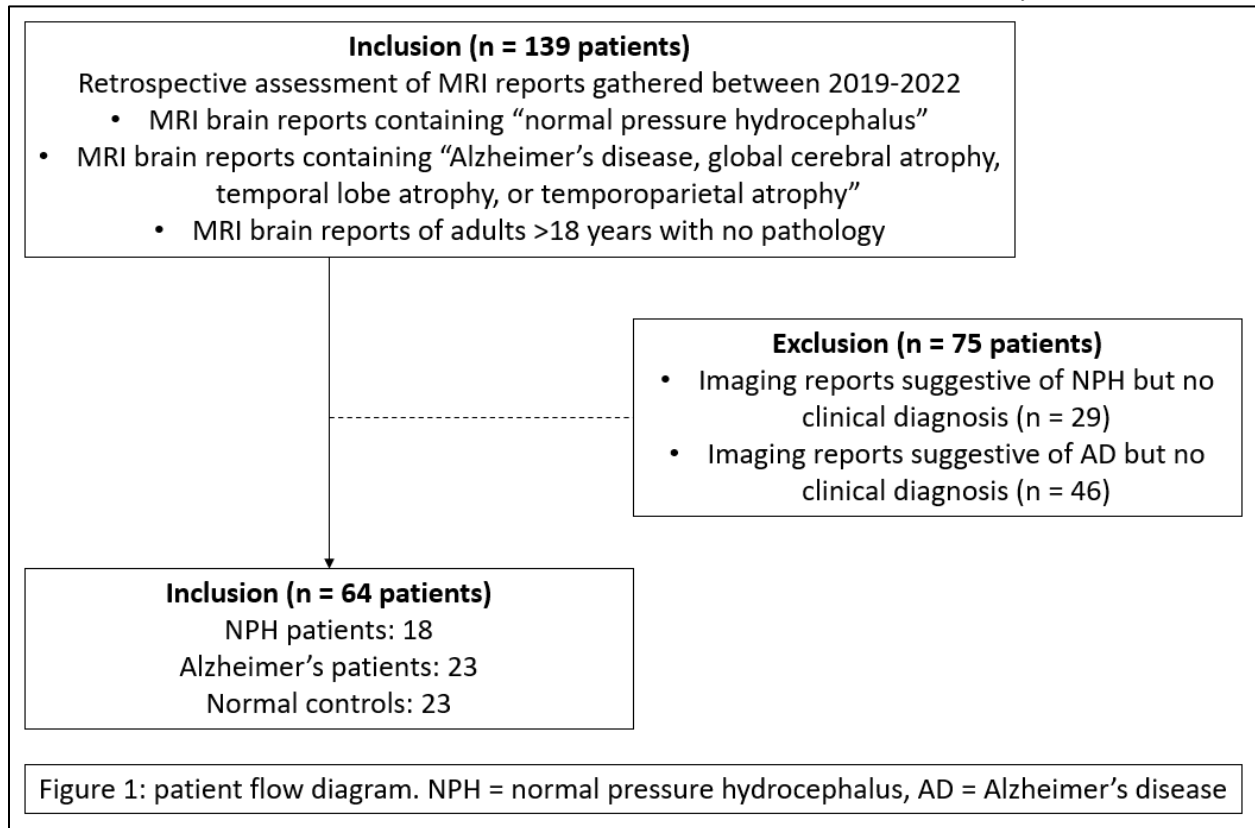 Inclusion (n = 139 patients)
Retrospective assessment of MRI reports gathered between 2019-2022
• MRI brain reports containing “normal pressure hydrocephalus”
• MRI brain reports containing “Alzheimer’s disease, global cerebral atrophy,
temporal lobe atrophy, or temporoparietal atrophy”
• MRI brain reports of adults >18 years with no pathology
Exclusion (n = 75 patients)
• Imaging reports suggestive of NPH but no
clinical diagnosis (n = 29)
• Imaging reports suggestive of AD but no
clinical diagnosis (n = 46)
Inclusion (n = 64 patients)
NPH patients: 18
Alzheimer’s patients: 23
Normal controls: 23
Figure 1: patient flow diagram. NPH = normal pressure hydrocephalus, AD = Alzheimer’s disease